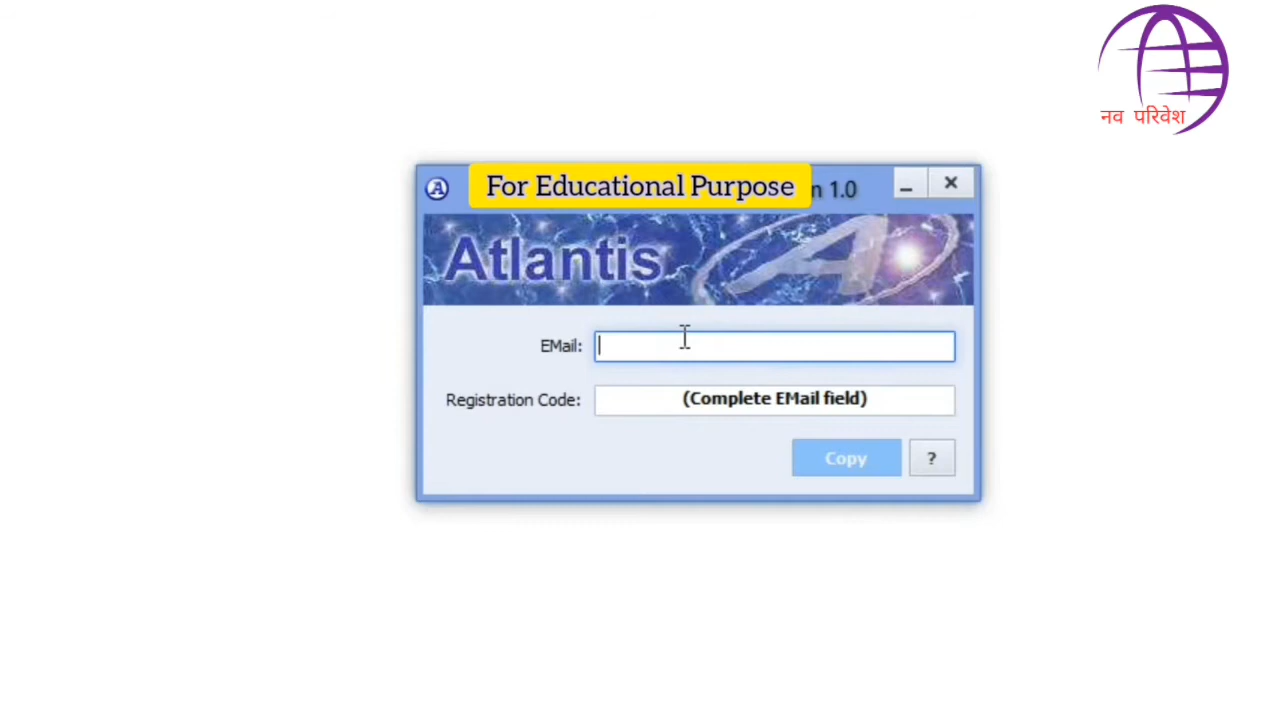 नव परिवेश
For Educational Purpose
n 1.0
Atlantis
EMail:
Registration Code: (Complete EMail field)
Copy ?